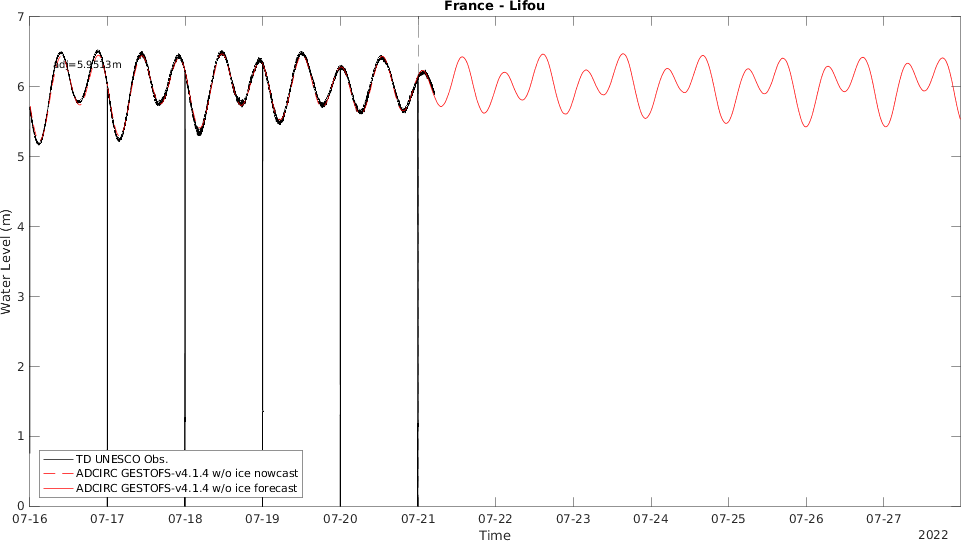 France - Lifou
7
6
5
4
3
2
1
0
Water Level (m)
adj=5.9513m
TD UNESCO Obs.
ADCIRC GESTOFS-v4.1.4 w/o ice nowcast
ADCIRC GESTOFS-v4.1.4 w/o ice forecast
07-16 07-17 07-18 07-19 07-20 07-21 07-22 07-23 07-24 07-25 07-26 07-27
Time
2022